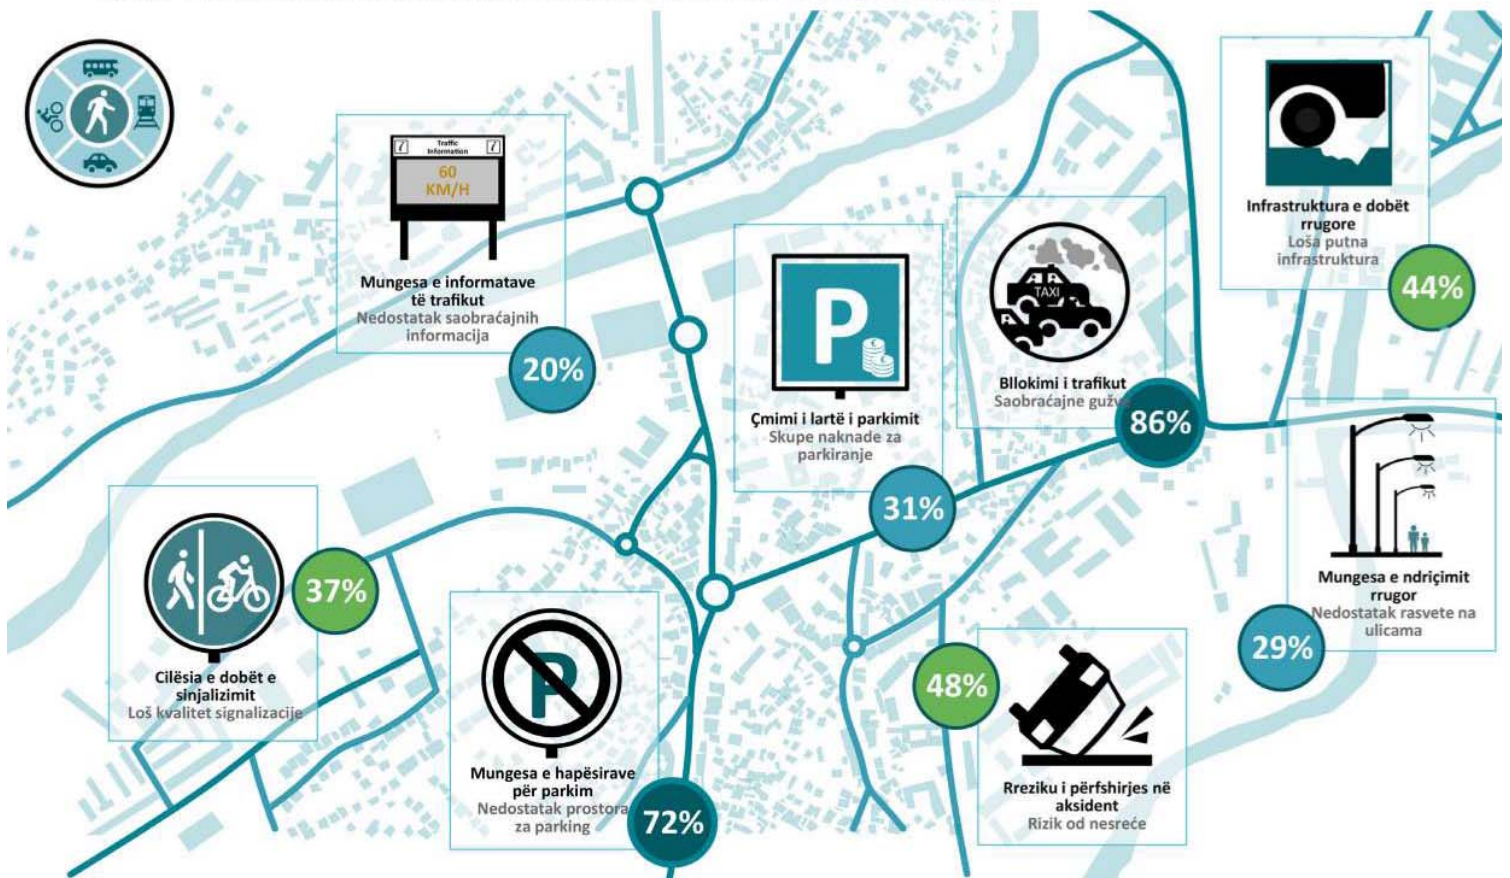 Traffic
Information
60
KM/H
Mungesa e informatave
të trafikut
Nedostatak saobraćajnih
informacija
20%
P
Çmimi i lartë i parkimit
Skupe naknade za
parkiranje
31%
TAXI
Bllokimi i trafikut
Saobraćajne gužve
86%
Infrastruktura e dobët
rrugore
Loša putna
infrastruktura
44%
Cilësia e dobët e
sinjalizimit
Loš kvalitet signalizacije
37%
P
Mungesa e hapësirave
për parkim
Nedostatak prostora
za parking
72%
48%
Rreziku i përfshirjes në
aksident
Rizik od nesreće
Mungesa e ndriçimit
rrugor
Nedostatak rasvete na
ulicama
29%